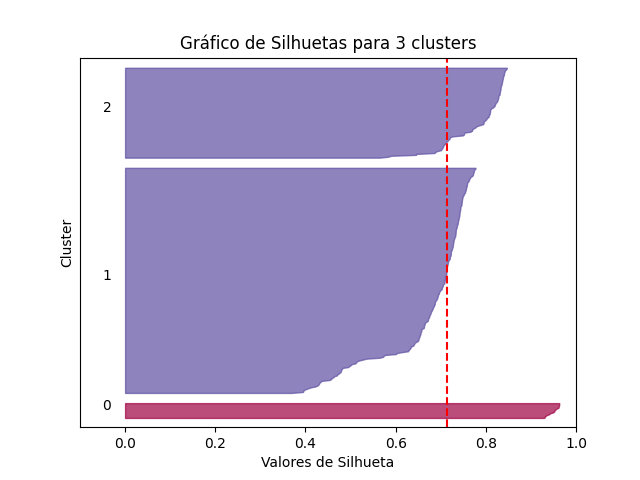 Gráfico de Silhuetas para 3 clusters
2
1
0
Cluster
0.0 0.2 0.4 0.6 0.8 1.0
Valores de Silhueta